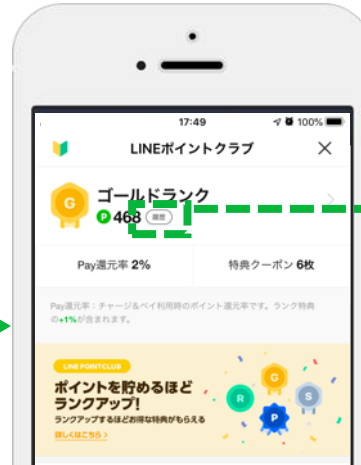 17:49
100%
LINEポイントクラブ
G
ゴールドランク
P 468 履歴
Pay還元率 2%
特典クーポン 6枚
Pay還元率：チャージ&ペイ利用時のポイント還元率です。ランク特典
の+1%が含まれます。
LINE POINTCLUB
ポイントを貯めるほど
ランクアップ!
ランクアップするほどお得な特典がもらえる
詳しくはこちら >
G
R
S
P